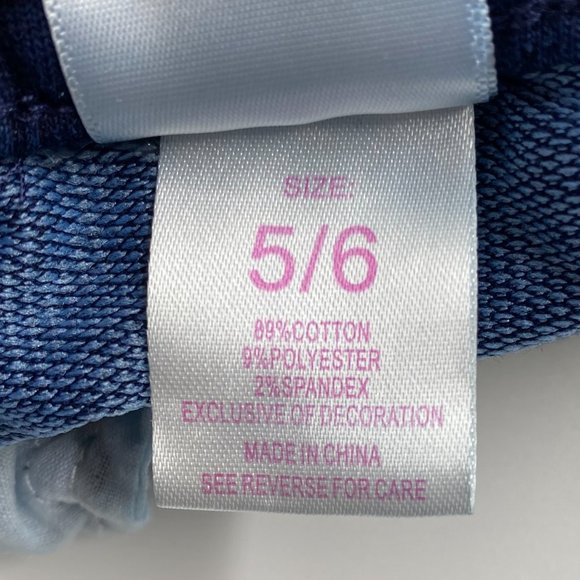 SIZE:
5/6
89%COTTON
9%POLYESTER
2%SPANDEX
EXCLUSIVE OF DECORATION
MADE IN CHINA
SEE REVERSE FOR CARE